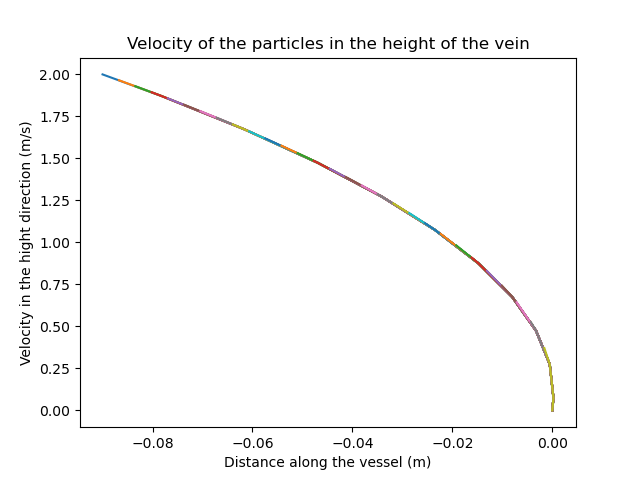 Velocity of the particles in the height of the vein
Velocity in the hight direction (m/s)
2.00
1.75
1.50
1.25
1.00
0.75
0.50
0.25
0.00
−0.08 −0.06 −0.04 −0.02 0.00
Distance along the vessel (m)